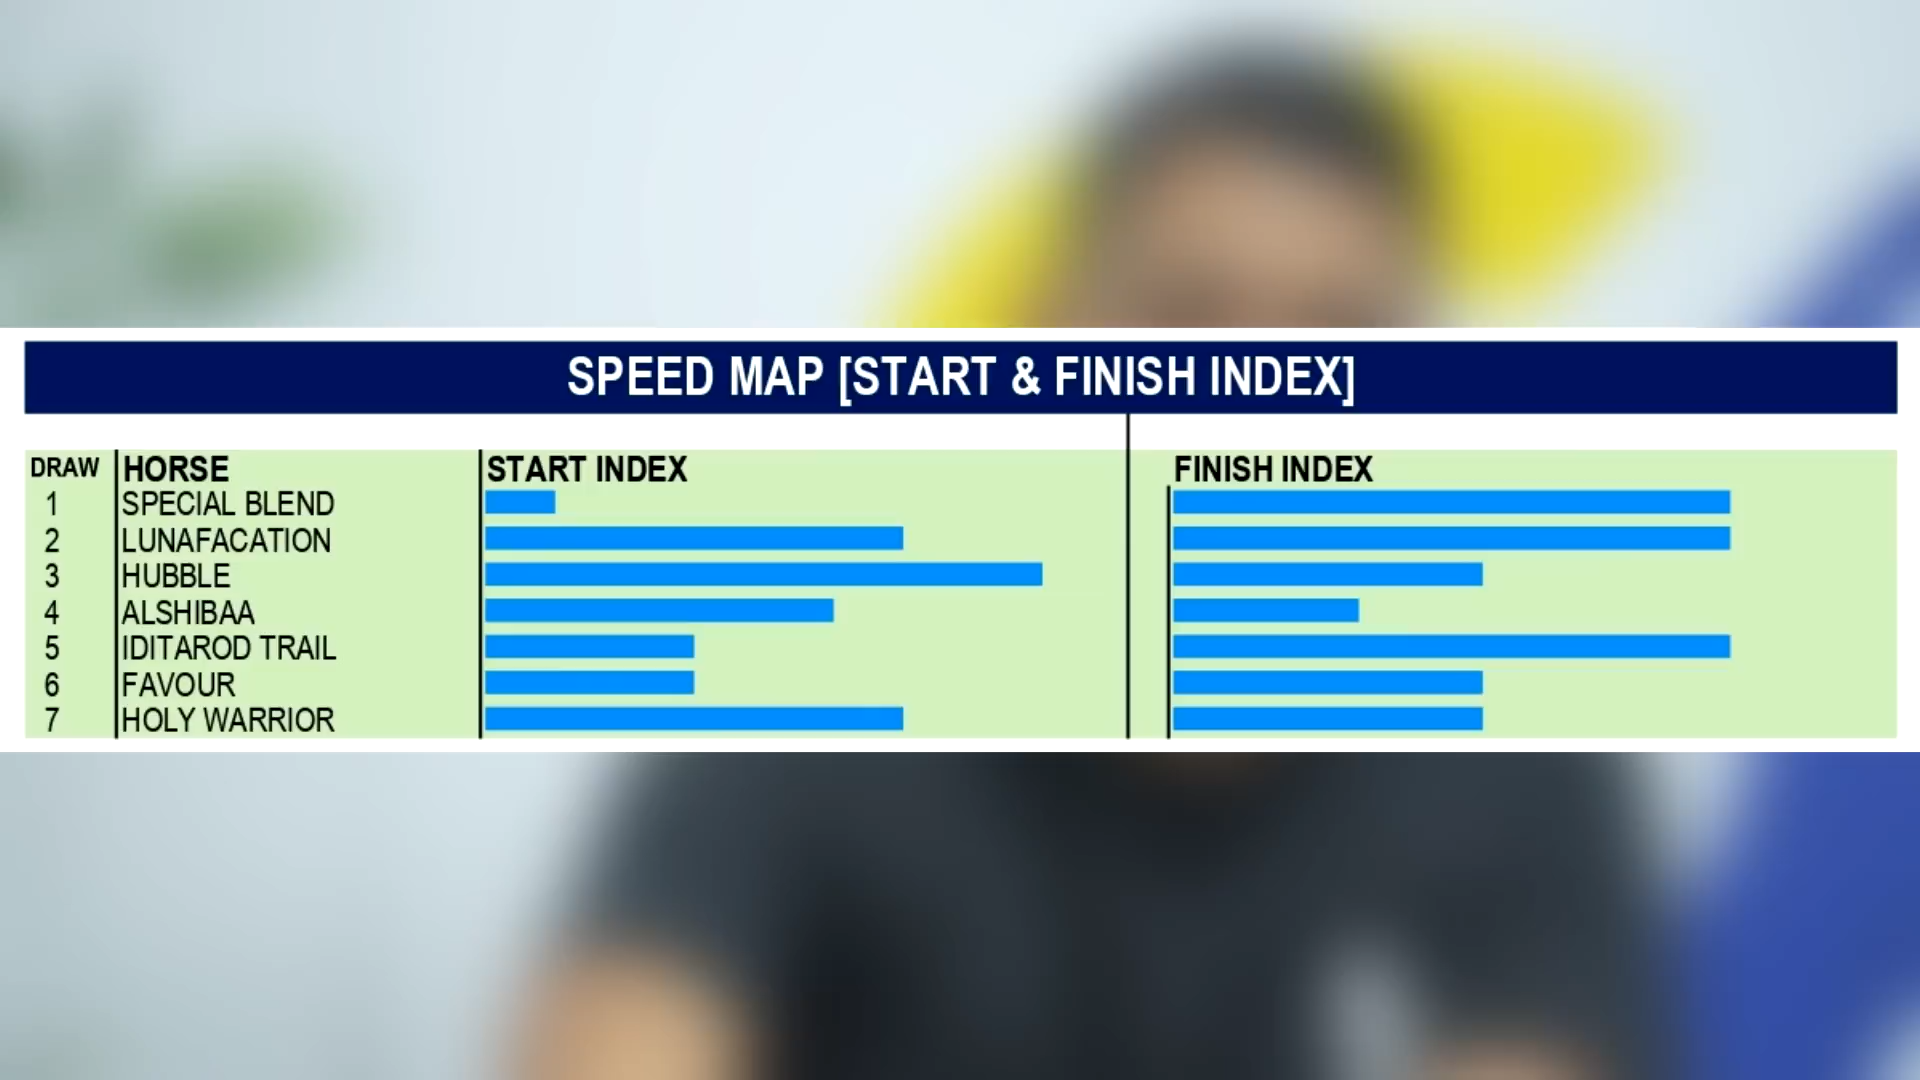 SPEED MAP [START & FINISH INDEX]
DRAW HORSE START INDEX FINISH INDEX
1 SPECIAL BLEND
2 LUNAFACATION
3 HUBBLE
4 ALSHIBAA
5 IDITAROD TRAIL
6 FAVOUR
7 HOLY WARRIOR